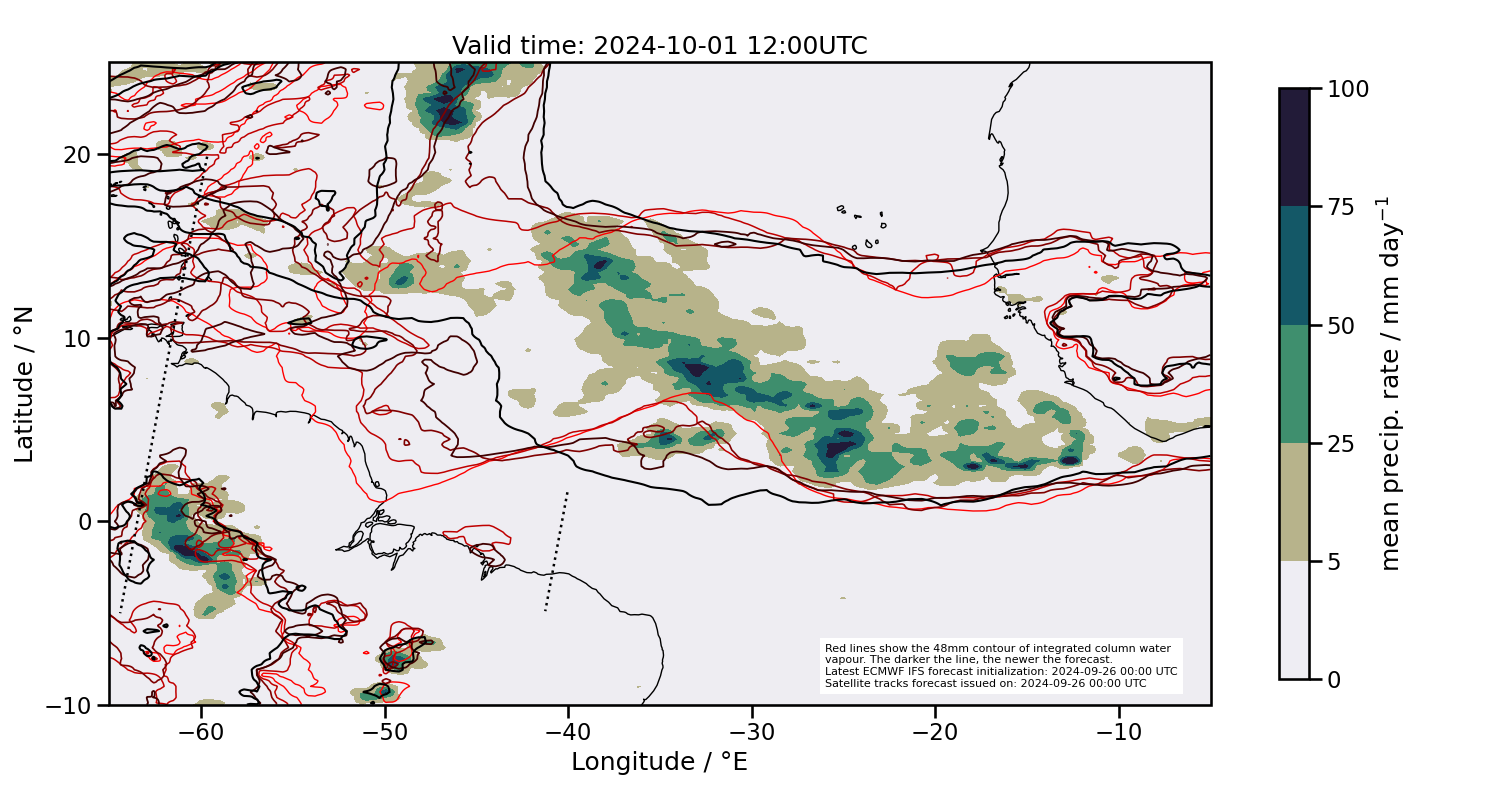 Valid time: 2024-10-01 12:00UTC
20
10
0
−10
Latitude / °N
−60
−50
−40
−30
−20
−10
Longitude / °E
Red lines show the 48mm contour of integrated column water
vapour. The darker the line, the newer the forecast.
Latest ECMWF IFS forecast initialization: 2024-09-26 00:00 UTC
Satellite tracks forecast issued on: 2024-09-26 00:00 UTC
100
75
50
25
5
0
mean precip. rate / mm day⁻¹